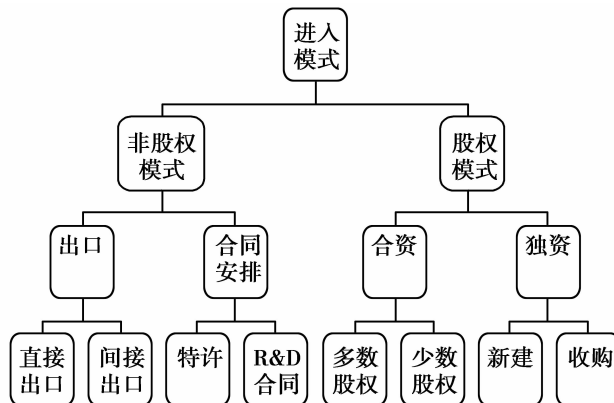 进入
模式
非股权
模式
股权
模式
出口
合同
安排
合资
独资
直接
出口
间接
出口
特许
R&D
合同
多数
股权
少数
股权
新建
收购